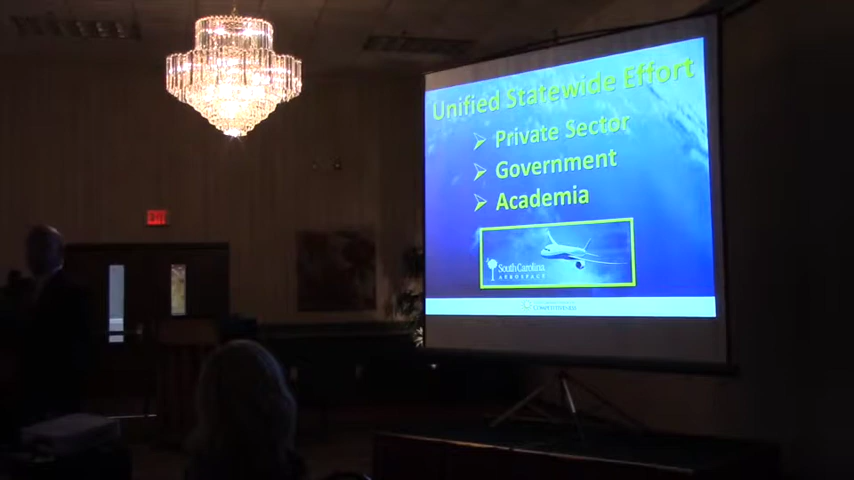 Unified Statewide Effort
Private Sector
Government
Academia
EXIT
South Carolina
AEROSPACE